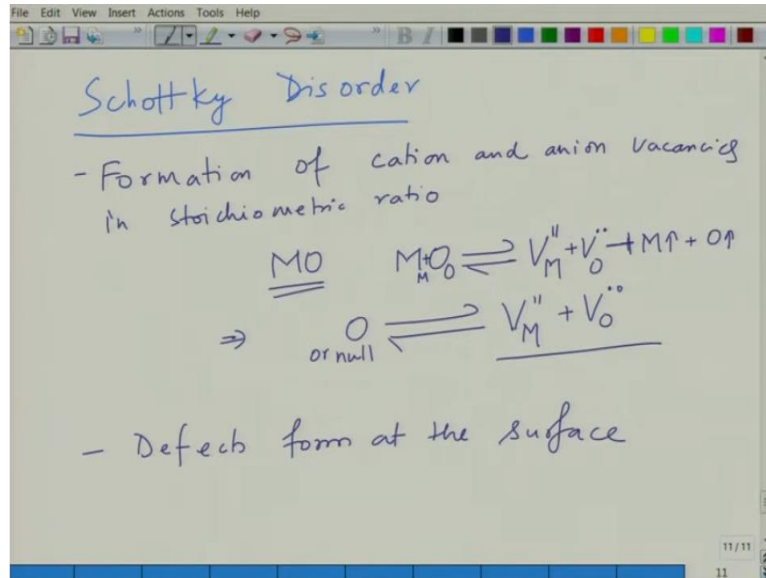 File Edit View Insert Actions Tools Help
Schottky Disorder
- Formation of cation and anion vacancies
in stoichiometric ratio
MO M_M + O_O ⇌ V_M'' + V_O·· + M↑ + O↑
⇒ O ⇌ V_M'' + V_O··
or null
- Defects form at the surface
11/11
11